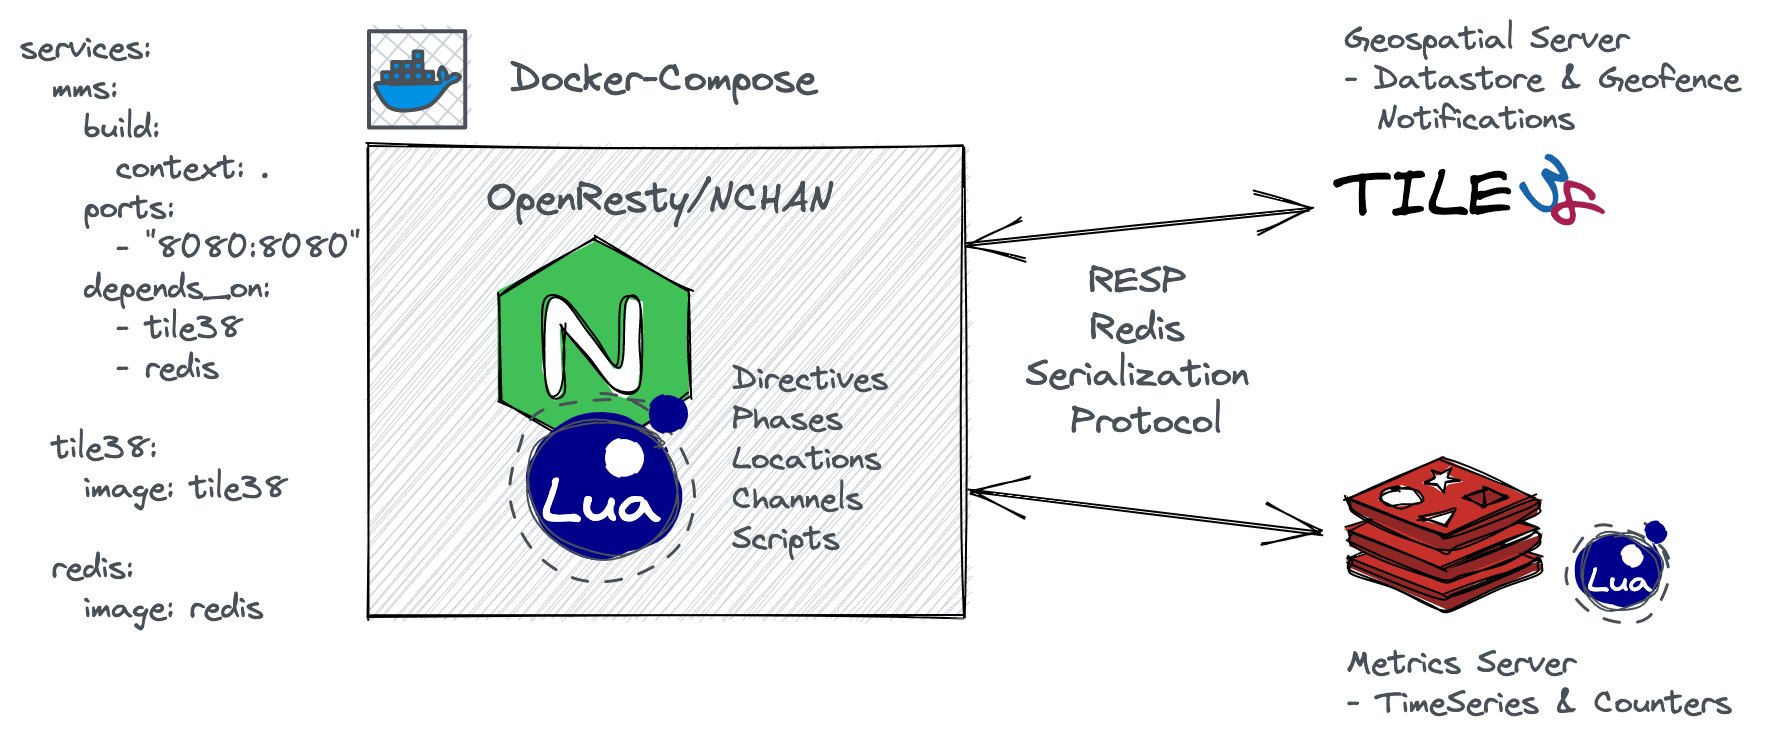 services:
mms:
build:
context: .
ports:
- "8080:8080"
depends_on:
- tile38
- redis
tile38:
image: tile38
redis:
image: redis
Docker-Compose
OpenResty/NCHAN
N
Lua
Directives
Phases
Locations
Channels
Scripts
RESP
Redis
Serialization
Protocol
Geospatial Server
- Datastore & Geofence
Notifications
TILE38
Lua
Metrics Server
- TimeSeries & Counters